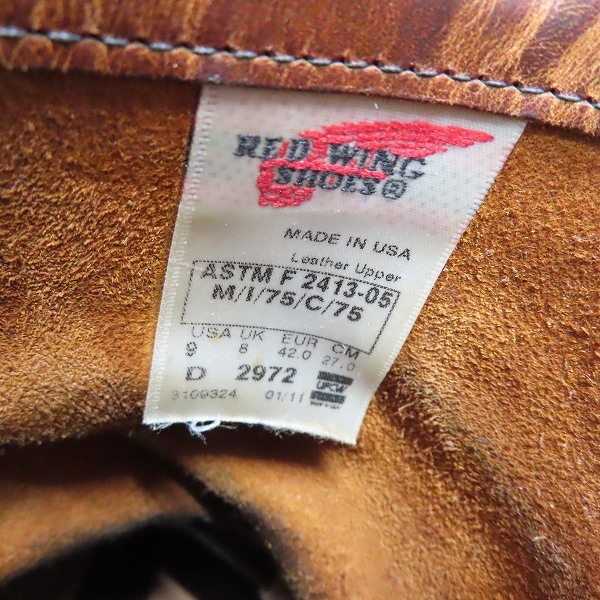 RED WING
SHOES®
MADE IN USA
Leather Upper
ASTM F 2413-05
M/I/75/C/75
USA UK EUR CM
9 8 42.0 27.0
D 2972
3109324 01/11
UFCW